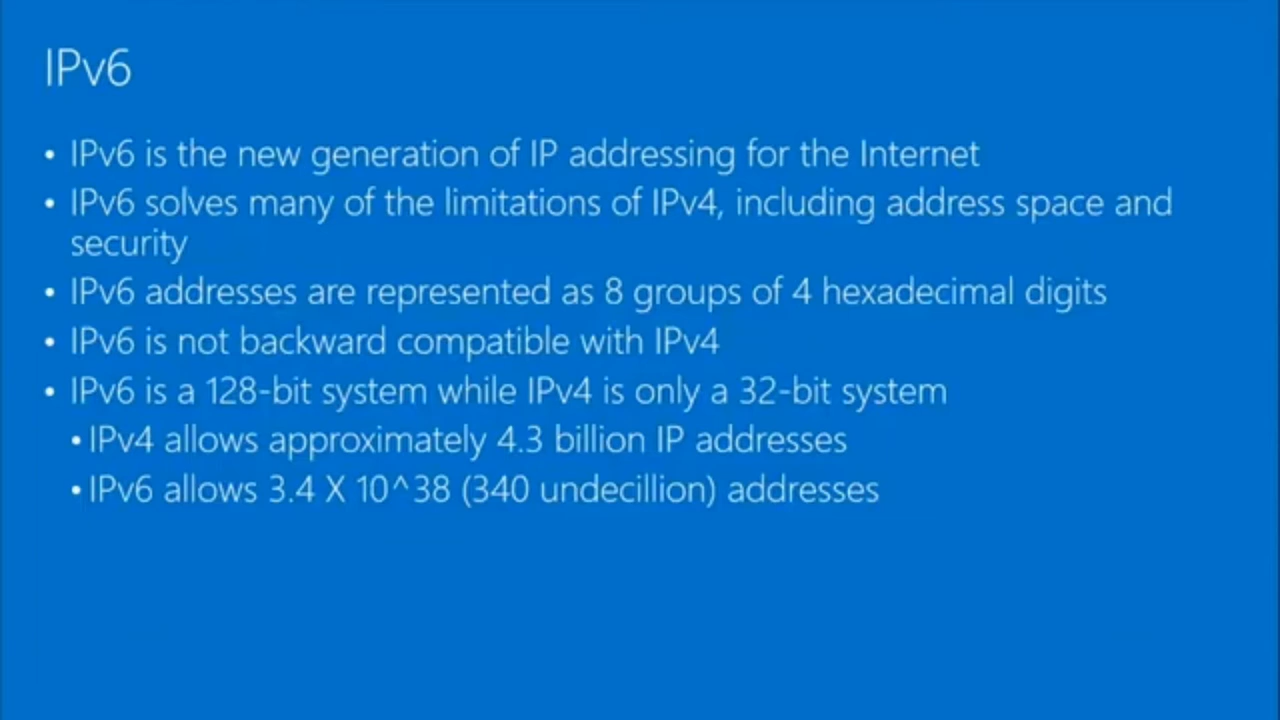 IPv6
• IPv6 is the new generation of IP addressing for the Internet
• IPv6 solves many of the limitations of IPv4, including address space and
security
• IPv6 addresses are represented as 8 groups of 4 hexadecimal digits
• IPv6 is not backward compatible with IPv4
• IPv6 is a 128-bit system while IPv4 is only a 32-bit system
• IPv4 allows approximately 4.3 billion IP addresses
• IPv6 allows 3.4 X 10^38 (340 undecillion) addresses